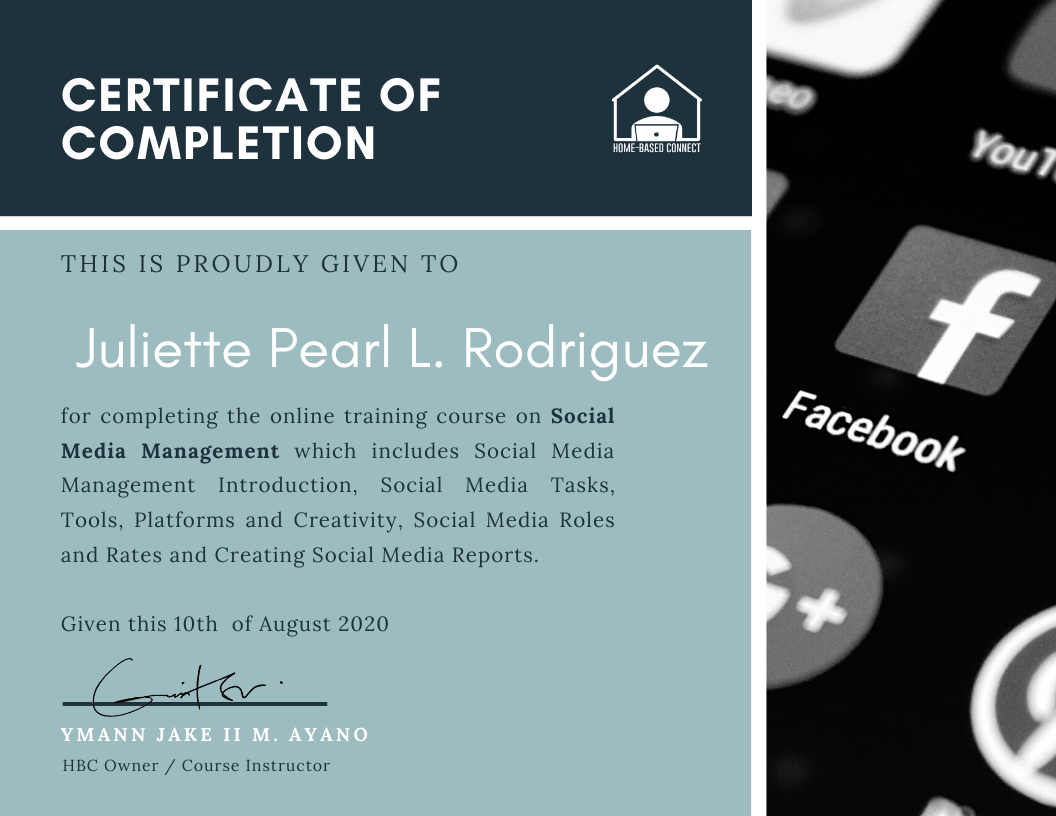 CERTIFICATE OF
COMPLETION
HOME-BASED CONNECT
THIS IS PROUDLY GIVEN TO
Juliette Pearl L. Rodriguez
for completing the online training course on Social
Media Management which includes Social Media
Management Introduction, Social Media Tasks,
Tools, Platforms and Creativity, Social Media Roles
and Rates and Creating Social Media Reports.
Given this 10th of August 2020
YMANN JAKE II M. AYANO
HBC Owner / Course Instructor
eo
YouT
f
Facebook
G+